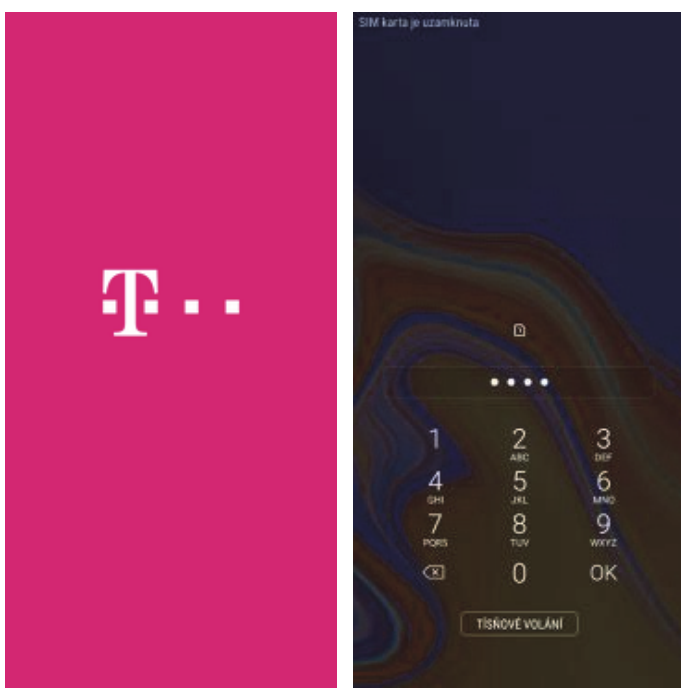 T
SIM karta je uzamknuta
1 2 3
ABC DEF
4 5 6
GHI JKL MNO
7 8 9
PQRS TUV WXYZ
0 OK
TÍSŇOVÉ VOLÁNÍ